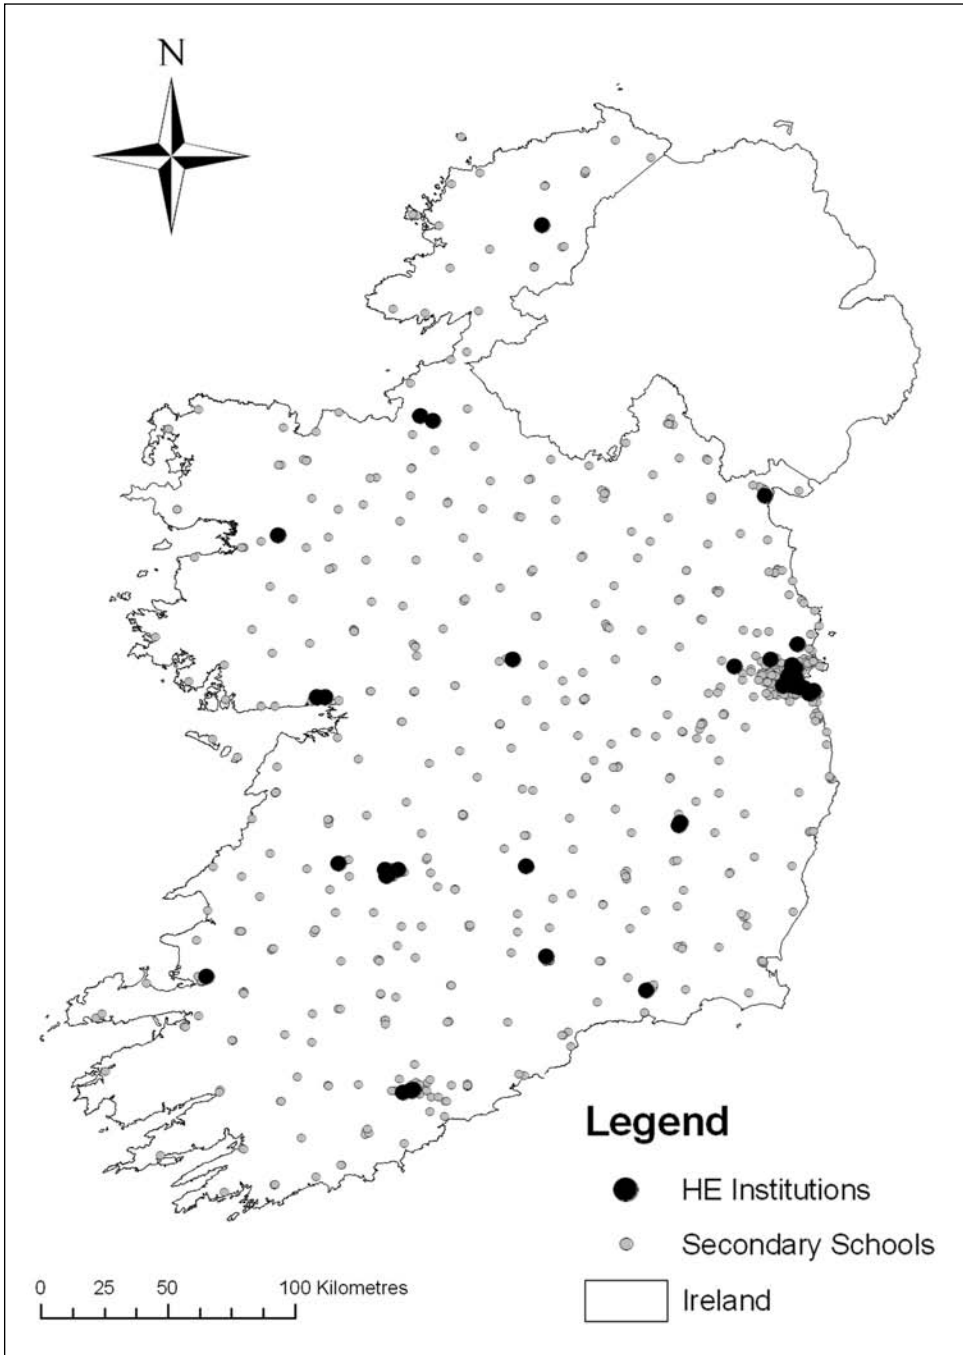 N
Legend
HE Institutions
Secondary Schools
Ireland
0 25 50 100 Kilometres